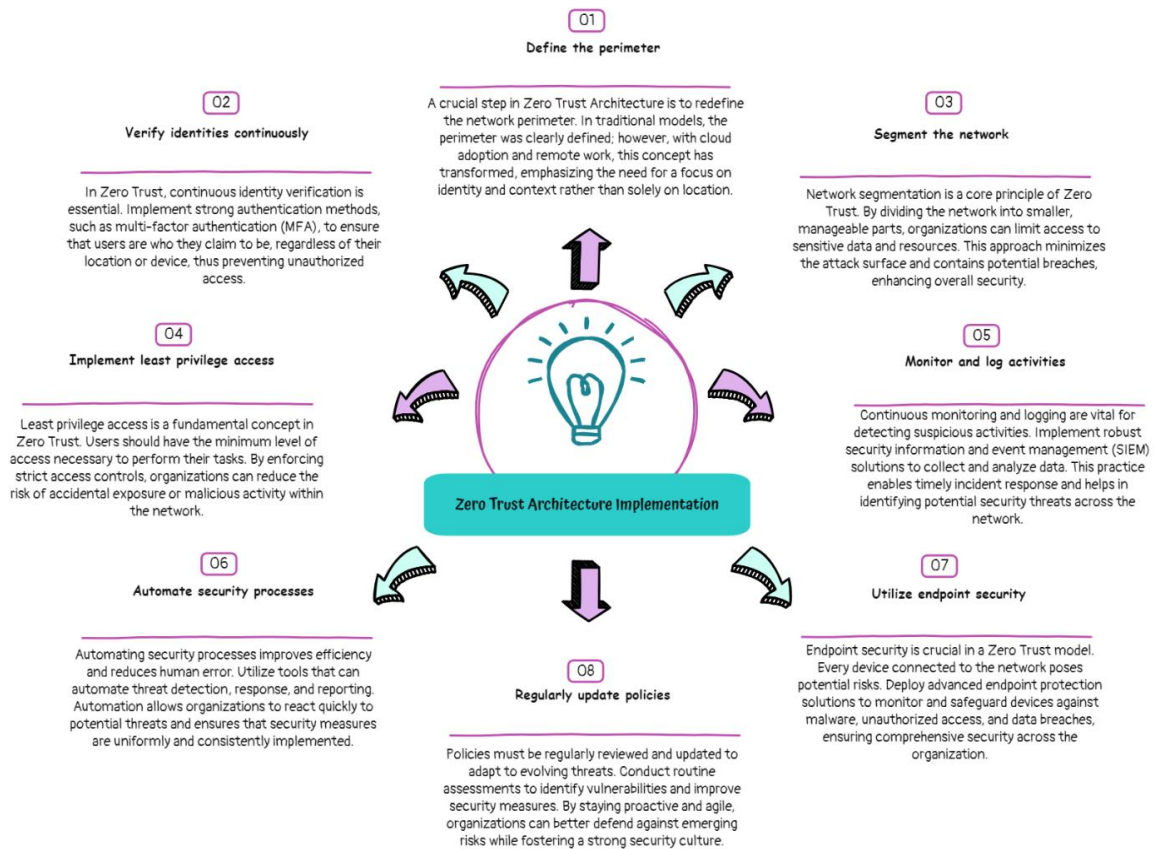 01
Define the perimeter
A crucial step in Zero Trust Architecture is to redefine
the network perimeter. In traditional models, the
perimeter was clearly defined; however, with cloud
adoption and remote work, this concept has
transformed, emphasizing the need for a focus on
identity and context rather than solely on location.
02
Verify identities continuously
In Zero Trust, continuous identity verification is
essential. Implement strong authentication methods,
such as multi-factor authentication (MFA), to ensure
that users are who they claim to be, regardless of their
location or device, thus preventing unauthorized
access.
03
Segment the network
Network segmentation is a core principle of Zero
Trust. By dividing the network into smaller,
manageable parts, organizations can limit access to
sensitive data and resources. This approach minimizes
the attack surface and contains potential breaches,
enhancing overall security.
04
Implement least privilege access
Least privilege access is a fundamental concept in
Zero Trust. Users should have the minimum level of
access necessary to perform their tasks. By enforcing
strict access controls, organizations can reduce the
risk of accidental exposure or malicious activity within
the network.
05
Monitor and log activities
Continuous monitoring and logging are vital for
detecting suspicious activities. Implement robust
security information and event management (SIEM)
solutions to collect and analyze data. This practice
enables timely incident response and helps in
identifying potential security threats across the
network.
Zero Trust Architecture Implementation
06
Automate security processes
Automating security processes improves efficiency
and reduces human error. Utilize tools that can
automate threat detection, response, and reporting.
Automation allows organizations to react quickly to
potential threats and ensures that security measures
are uniformly and consistently implemented.
07
Utilize endpoint security
Endpoint security is crucial in a Zero Trust model.
Every device connected to the network poses
potential risks. Deploy advanced endpoint protection
solutions to monitor and safeguard devices against
malware, unauthorized access, and data breaches,
ensuring comprehensive security across the
organization.
08
Regularly update policies
Policies must be regularly reviewed and updated to
adapt to evolving threats. Conduct routine
assessments to identify vulnerabilities and improve
security measures. By staying proactive and agile,
organizations can better defend against emerging
risks while fostering a strong security culture.